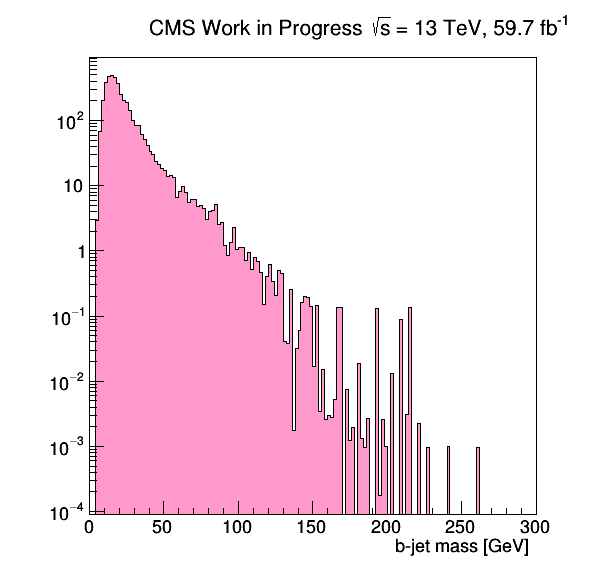 CMS Work in Progress √s = 13 TeV, 59.7 fb⁻¹
10²
10
1
10⁻¹
10⁻²
10⁻³
10⁻⁴
0 50 100 150 200 250 300
b-jet mass [GeV]